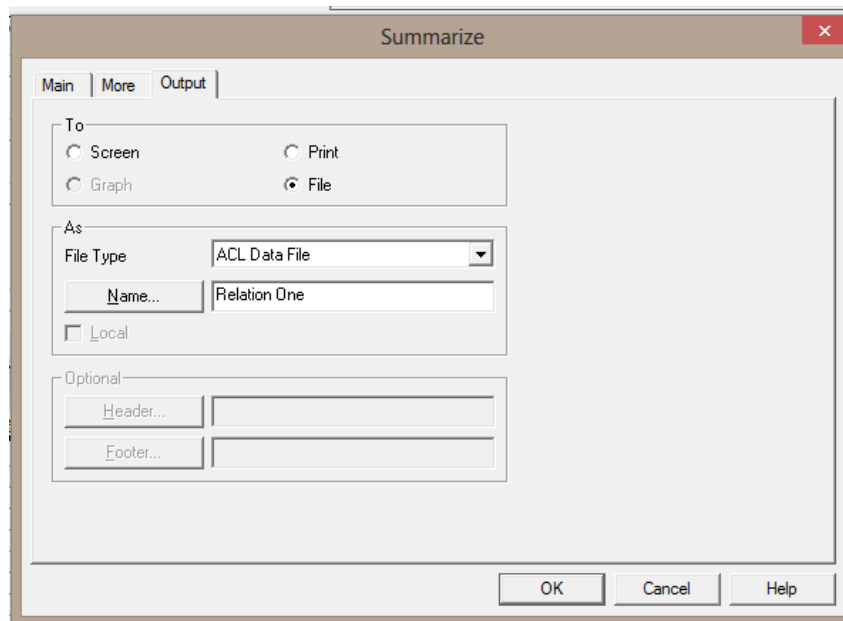 Summarize
Main More Output
To
Screen Print
Graph File
As
File Type ACL Data File
Name... Relation One
Local
Optional
Header...
Footer...
OK Cancel Help